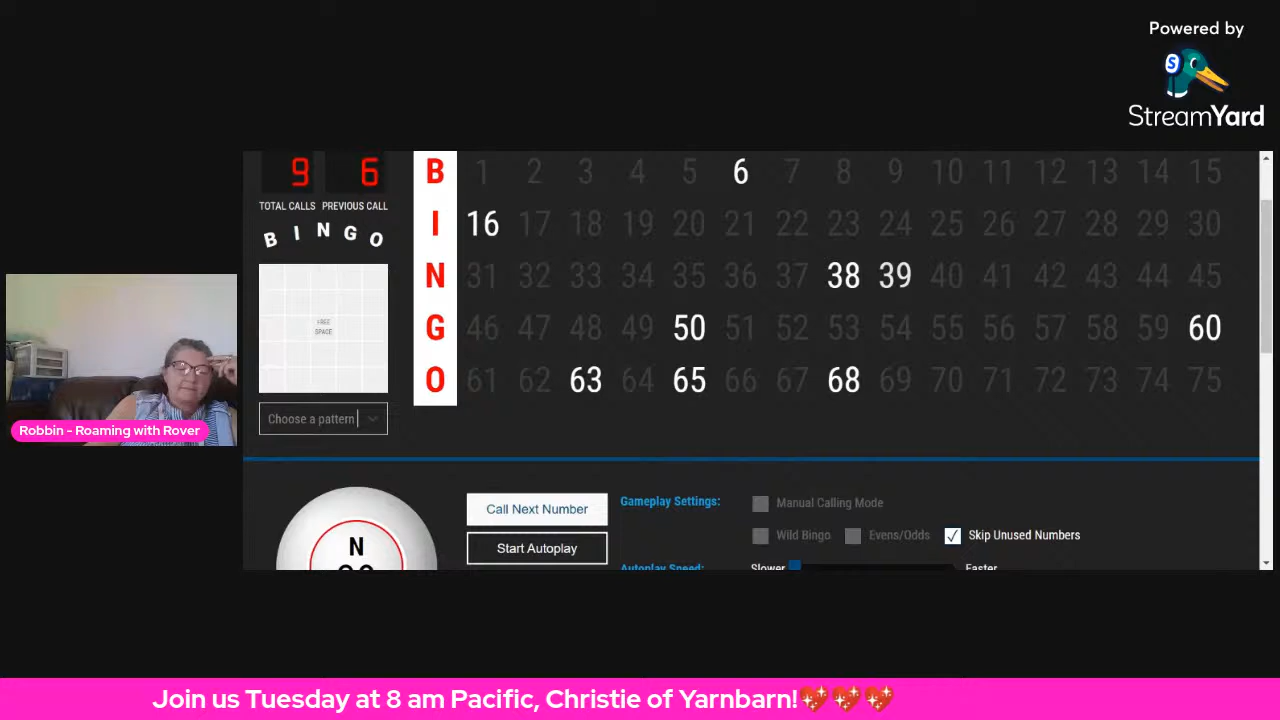 Powered by
S
StreamYard
9 6
TOTAL CALLS PREVIOUS CALL
BINGO
FREE
SPACE
Choose a pattern
B 1 2 3 4 5 6 7 8 9 10 11 12 13 14 15
I 16 17 18 19 20 21 22 23 24 25 26 27 28 29 30
N 31 32 33 34 35 36 37 38 39 40 41 42 43 44 45
G 46 47 48 49 50 51 52 53 54 55 56 57 58 59 60
O 61 62 63 64 65 66 67 68 69 70 71 72 73 74 75
Robbin - Roaming with Rover
N
Call Next Number
Start Autoplay
Gameplay Settings:
Manual Calling Mode
Wild Bingo Evens/Odds Skip Unused Numbers
Autoplay Speed: Slower Faster
Join us Tuesday at 8 am Pacific, Christie of Yarnbarn!💖💖💖